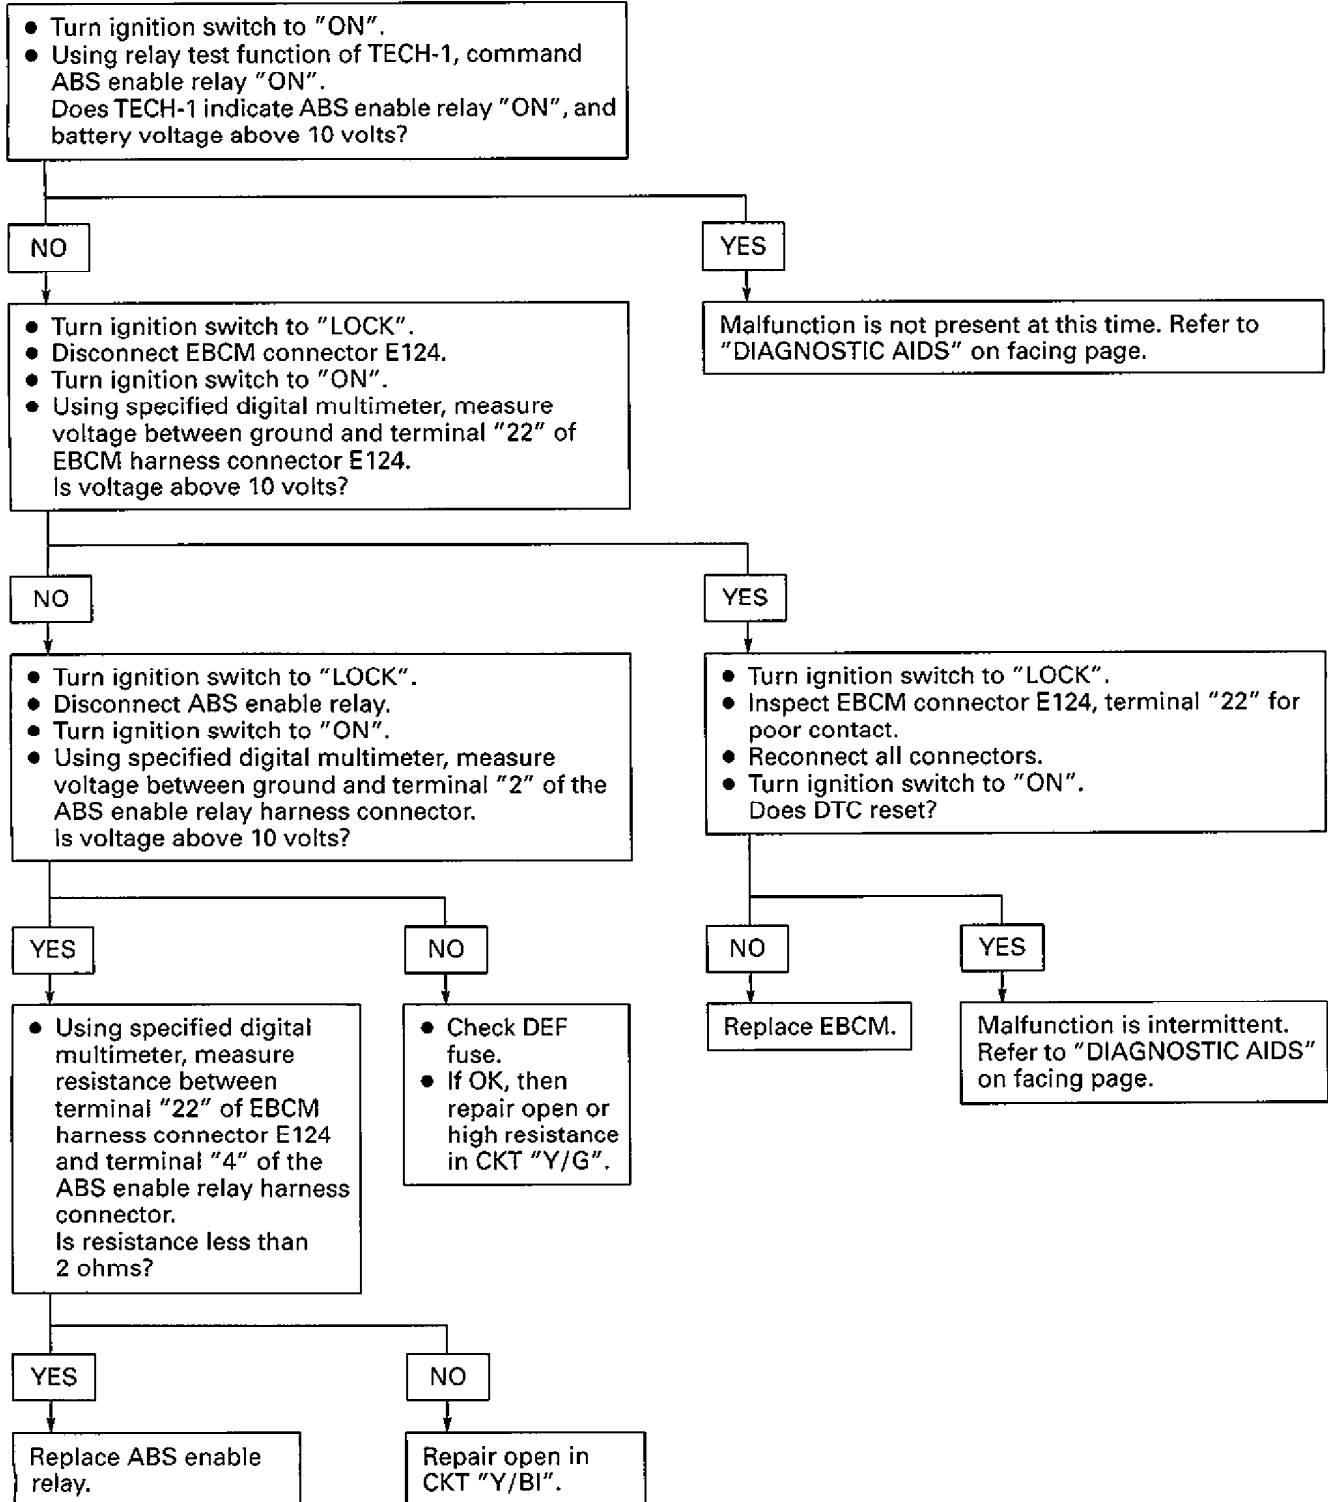 ● Turn ignition switch to "ON".
● Using relay test function of TECH-1, command
ABS enable relay "ON".
Does TECH-1 indicate ABS enable relay "ON", and
battery voltage above 10 volts?
NO
YES
● Turn ignition switch to "LOCK".
● Disconnect EBCM connector E124.
● Turn ignition switch to "ON".
● Using specified digital multimeter, measure
voltage between ground and terminal "22" of
EBCM harness connector E124.
Is voltage above 10 volts?
Malfunction is not present at this time. Refer to
"DIAGNOSTIC AIDS" on facing page.
NO
YES
● Turn ignition switch to "LOCK".
● Disconnect ABS enable relay.
● Turn ignition switch to "ON".
● Using specified digital multimeter, measure
voltage between ground and terminal "2" of the
ABS enable relay harness connector.
Is voltage above 10 volts?
● Turn ignition switch to "LOCK".
● Inspect EBCM connector E124, terminal "22" for
poor contact.
● Reconnect all connectors.
● Turn ignition switch to "ON".
Does DTC reset?
YES
NO
NO
YES
● Using specified digital
multimeter, measure
resistance between
terminal "22" of EBCM
harness connector E124
and terminal "4" of the
ABS enable relay harness
connector.
Is resistance less than
2 ohms?
● Check DEF
fuse.
● If OK, then
repair open or
high resistance
in CKT "Y/G".
Replace EBCM.
Malfunction is intermittent.
Refer to "DIAGNOSTIC AIDS"
on facing page.
YES
NO
Replace ABS enable
relay.
Repair open in
CKT "Y/Bl".